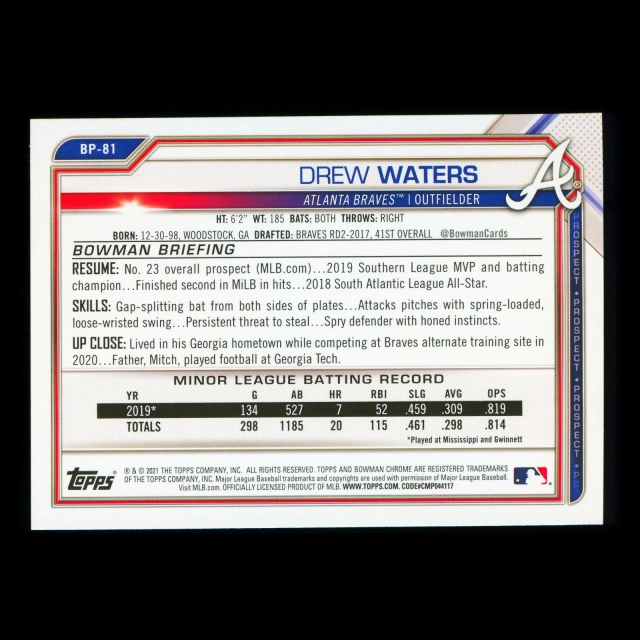 BP-81
DREW WATERS
ATLANTA BRAVES™ | OUTFIELDER
HT: 6'2" WT: 185 BATS: BOTH THROWS: RIGHT
BORN: 12-30-98, WOODSTOCK, GA DRAFTED: BRAVES RD2-2017, 41ST OVERALL @BowmanCards
BOWMAN BRIEFING
RESUME: No. 23 overall prospect (MLB.com)...2019 Southern League MVP and batting
champion...Finished second in MiLB in hits...2018 South Atlantic League All-Star.
SKILLS: Gap-splitting bat from both sides of plates...Attacks pitches with spring-loaded,
loose-wristed swing...Persistent threat to steal...Spry defender with honed instincts.
UP CLOSE: Lived in his Georgia hometown while competing at Braves alternate training site in
2020...Father, Mitch, played football at Georgia Tech.
MINOR LEAGUE BATTING RECORD
YR G AB HR RBI SLG AVG OPS
2019* 134 527 7 52 .459 .309 .819
TOTALS 298 1185 20 115 .461 .298 .814
*Played at Mississippi and Gwinnett
Topps® ® & © 2021 THE TOPPS COMPANY, INC. ALL RIGHTS RESERVED. TOPPS AND BOWMAN CHROME ARE REGISTERED TRADEMARKS
OF THE TOPPS COMPANY, INC. Major League Baseball trademarks and copyrights are used with permission of Major League Baseball.
Visit MLB.com. OFFICIALLY LICENSED PRODUCT OF MLB. WWW.TOPPS.COM. CODE#CMP044117
A®
PROSPECT • PROSPECT • PROSPECT • PROSPECT • PR